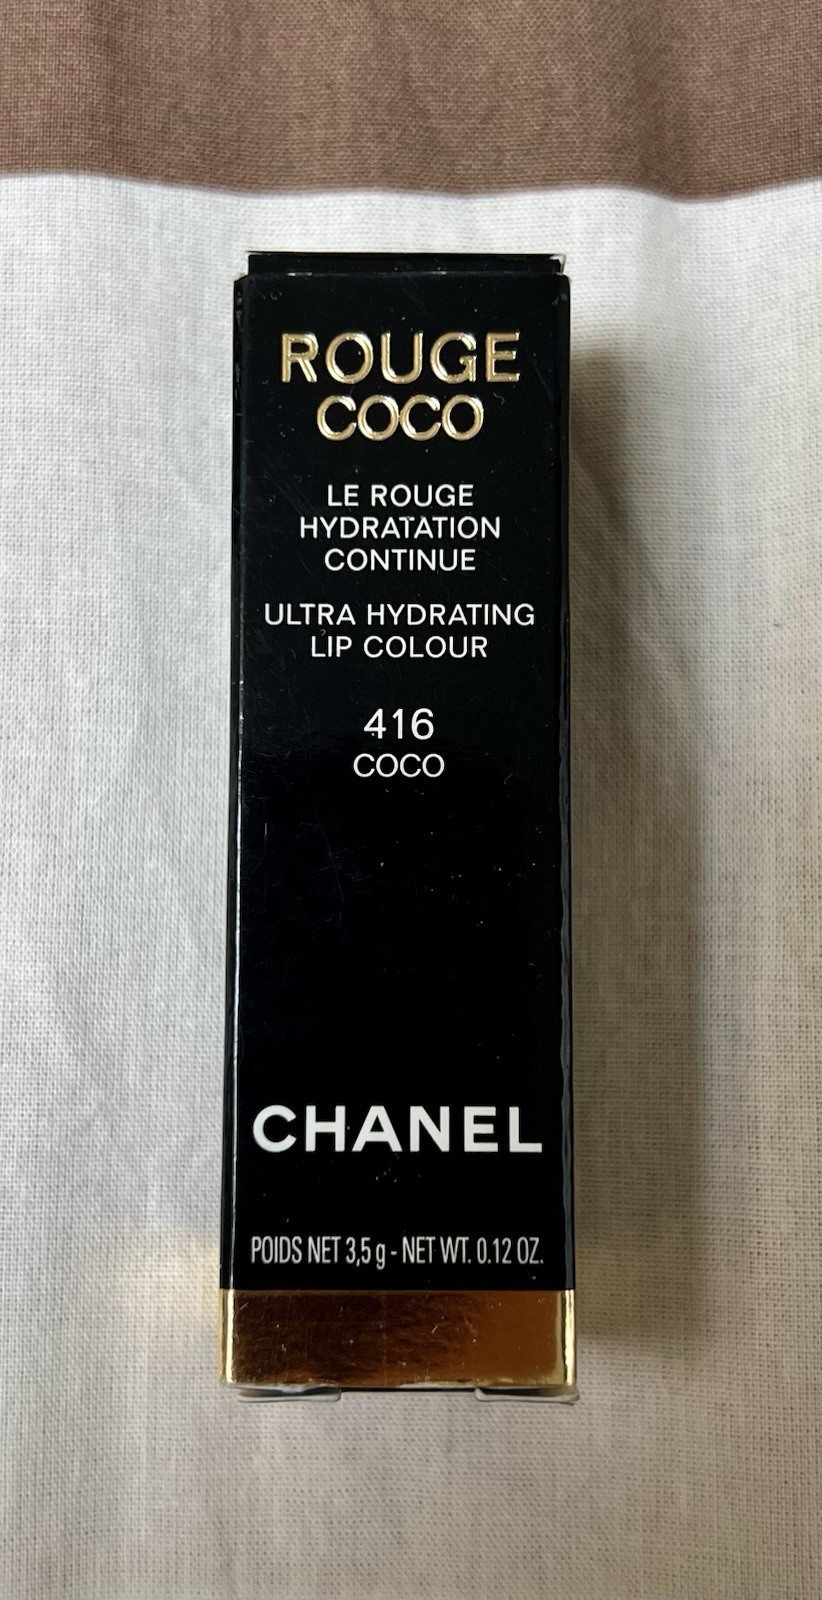 ROUGE
COCO
LE ROUGE
HYDRATATION
CONTINUE
ULTRA HYDRATING
LIP COLOUR
416
COCO
CHANEL
POIDS NET 3,5 g - NET WT. 0.12 OZ.